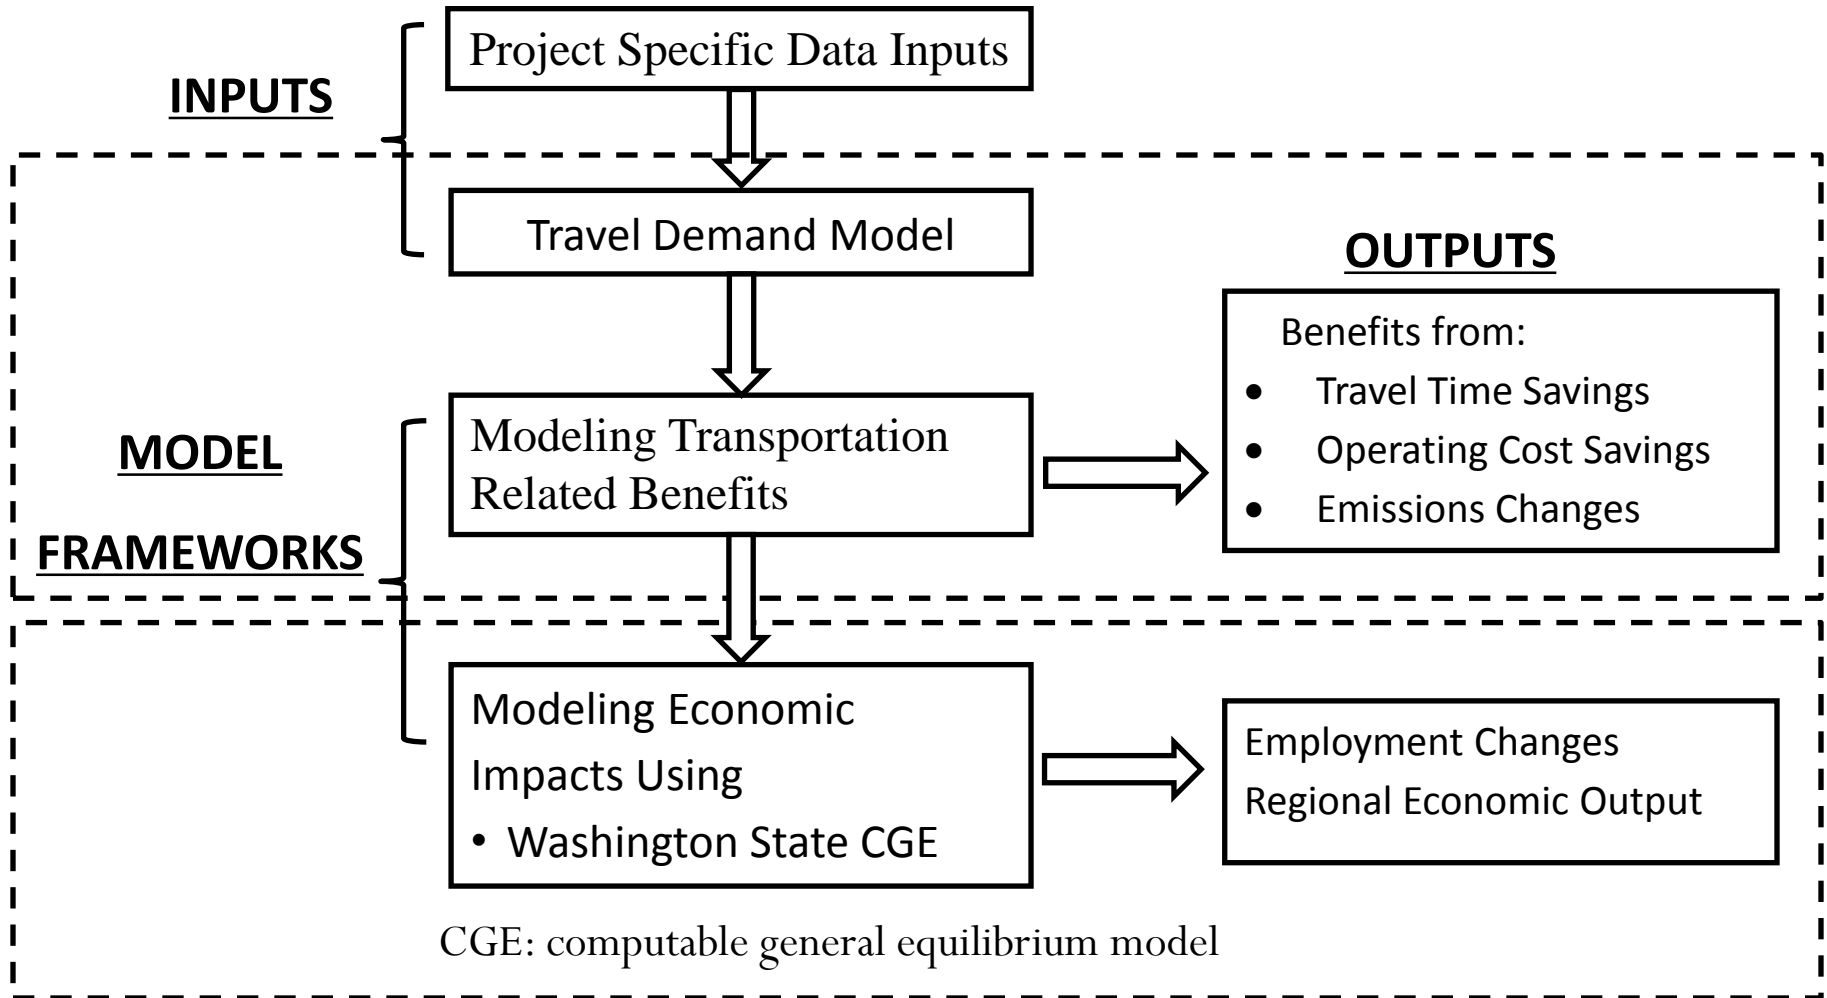 Project Specific Data Inputs
INPUTS
Travel Demand Model
OUTPUTS
Benefits from:
• Travel Time Savings
• Operating Cost Savings
• Emissions Changes
MODEL
FRAMEWORKS
Modeling Transportation
Related Benefits
Modeling Economic
Impacts Using
• Washington State CGE
Employment Changes
Regional Economic Output
CGE: computable general equilibrium model